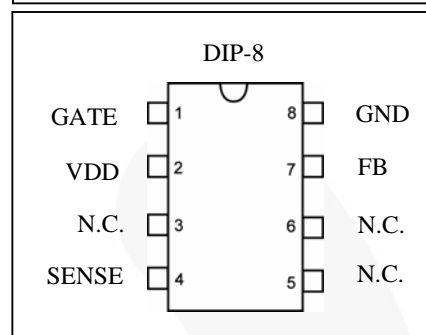 DIP-8
GATE 1 8 GND
VDD 2 7 FB
N.C. 3 6 N.C.
SENSE 4 5 N.C.